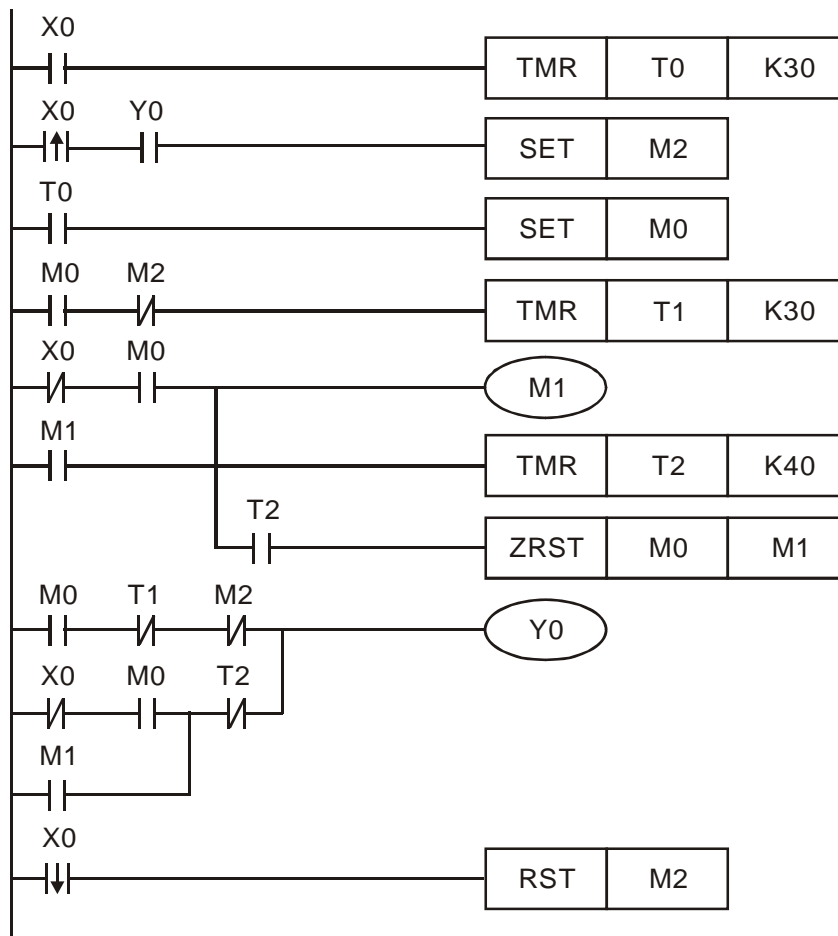 X0
TMR T0 K30
X0 Y0
SET M2
T0
SET M0
M0 M2
TMR T1 K30
X0 M0
M1
M1
TMR T2 K40
T2
ZRST M0 M1
M0 T1 M2
Y0
X0 M0 T2
M1
X0
RST M2